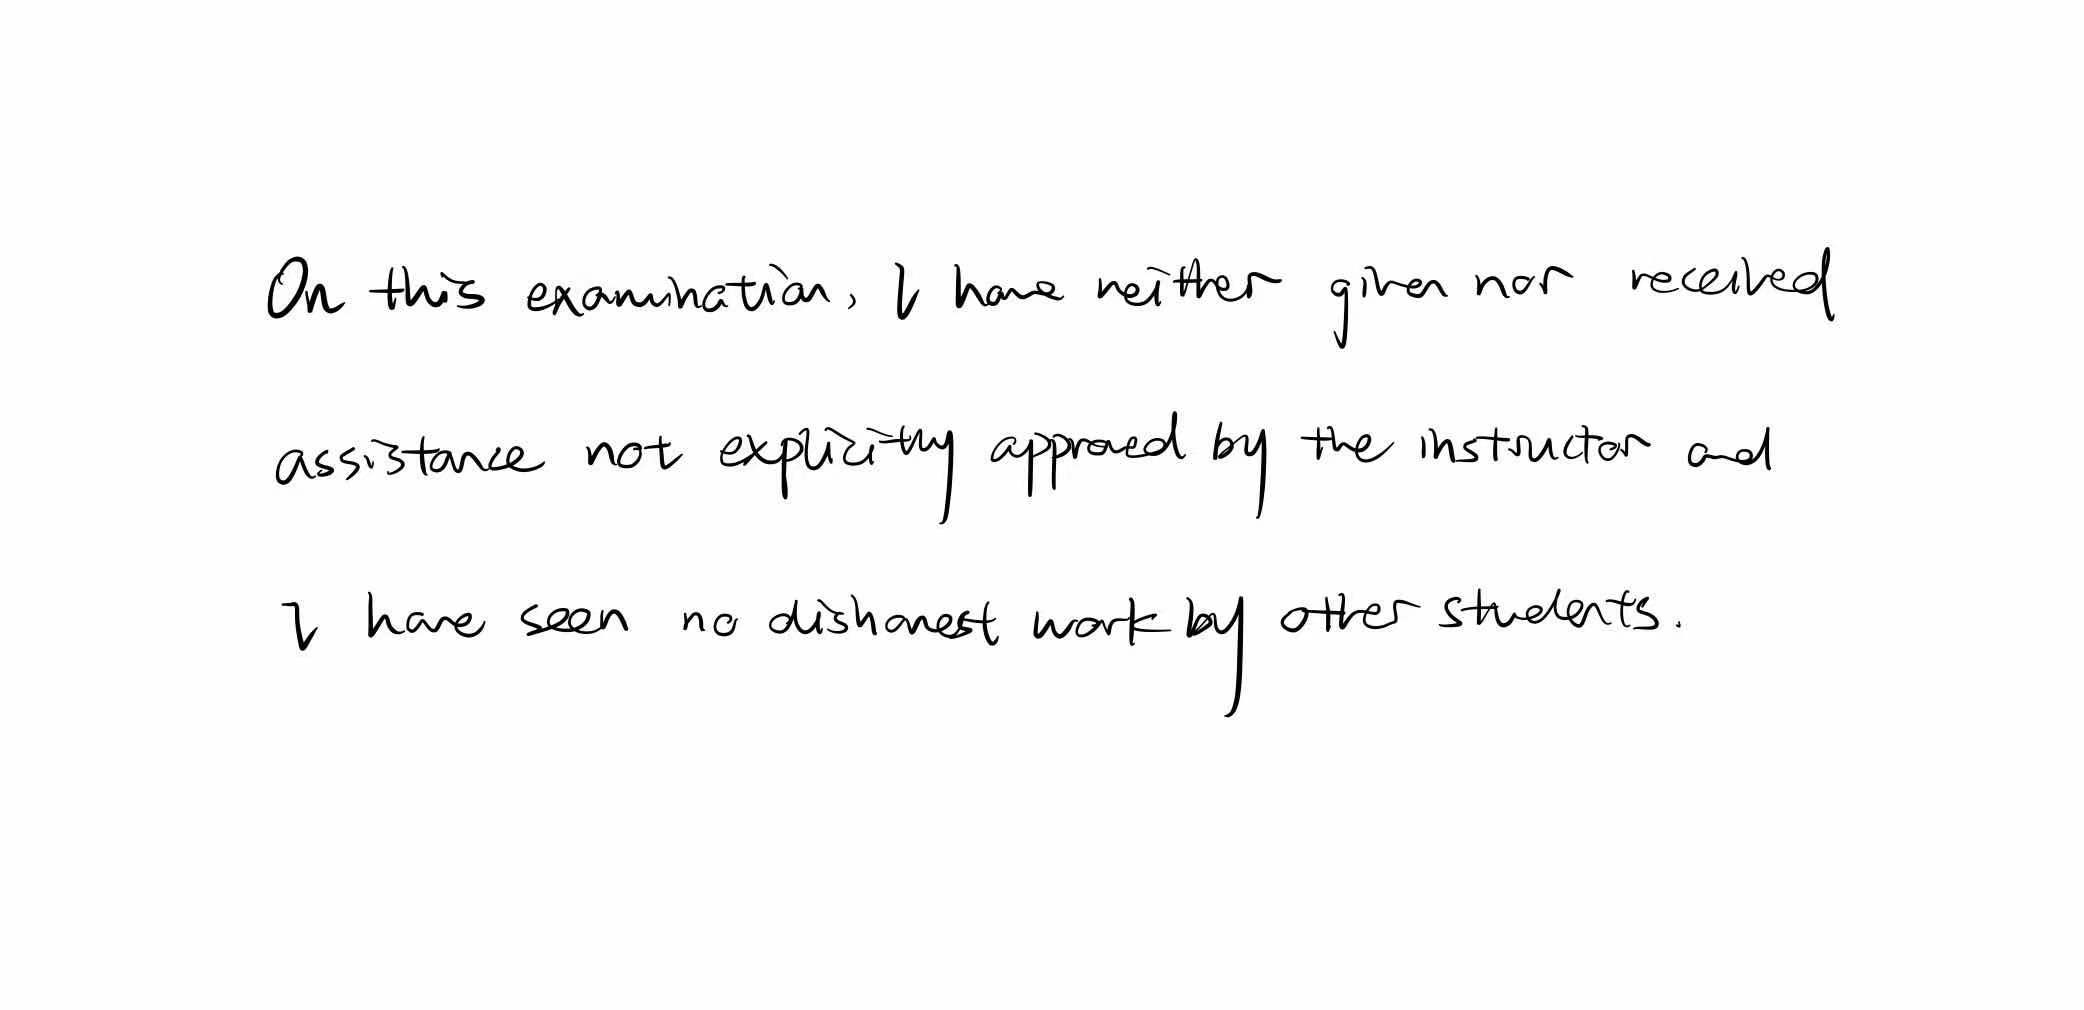 On this examination, I have neither given nor received
assistance not explicitly approved by the instructor and
I have seen no dishonest work by other students.